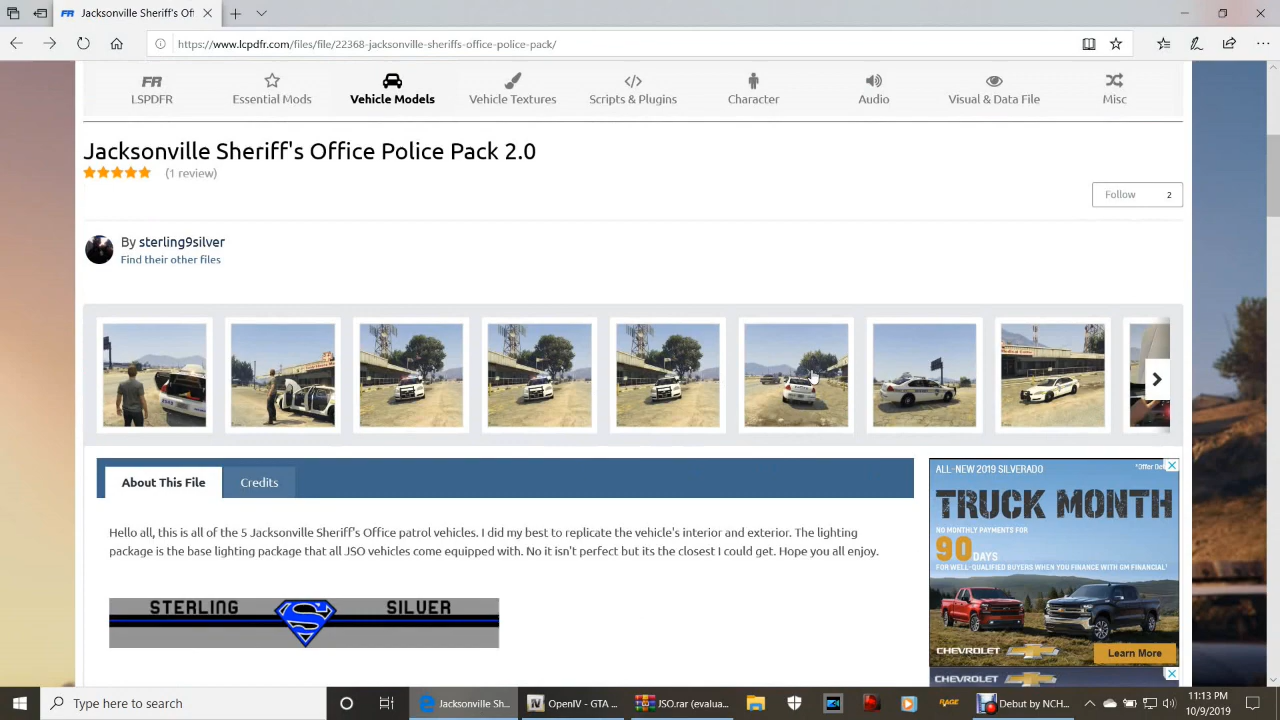 https://www.lcpdfr.com/files/file/22368-jacksonville-sheriffs-office-police-pack/
FR
LSPDFR
Essential Mods
Vehicle Models
Vehicle Textures
Scripts & Plugins
Character
Audio
Visual & Data File
Misc
Jacksonville Sheriff's Office Police Pack 2.0
(1 review)
Follow 2
By sterling9silver
Find their other files
About This File
Credits
ALL-NEW 2019 SILVERADO
TRUCK MONTH
NO MONTHLY PAYMENTS FOR
90 DAYS
FOR WELL-QUALIFIED BUYERS WHEN YOU FINANCE WITH GM FINANCIAL*
CHEVROLET
Learn More
CHEVROLET
Hello all, this is all of the 5 Jacksonville Sheriff's Office patrol vehicles. I did my best to replicate the vehicle's interior and exterior. The lighting
package is the base lighting package that all JSO vehicles come equipped with. No it isn't perfect but its the closest I could get. Hope you all enjoy.
STERLING S SILVER
Type here to search
Jacksonville Sh...
OpenIV - GTA ...
JSO.rar (evalua...
RAGE
Debut by NCH...
11:13 PM
10/9/2019